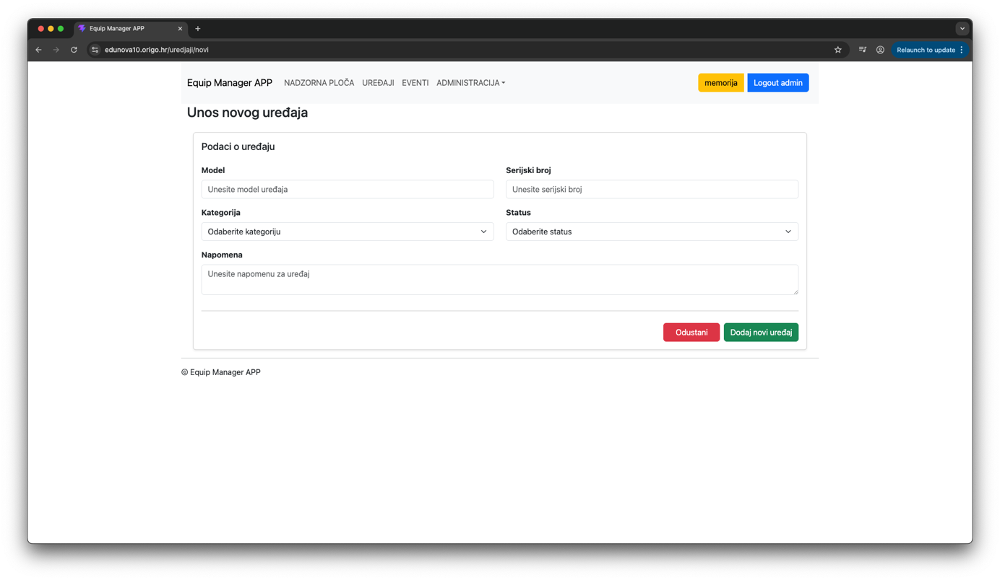 Equip Manager APP
edunova10.origo.hr/uredjaji/novi
Relaunch to update
Equip Manager APP NADZORNA PLOČA UREĐAJI EVENTI ADMINISTRACIJA memorija Logout admin
Unos novog uređaja
Podaci o uređaju
Model Serijski broj
Unesite model uređaja Unesite serijski broj
Kategorija Status
Odaberite kategoriju Odaberite status
Napomena
Unesite napomenu za uređaj
Odustani Dodaj novi uređaj
© Equip Manager APP